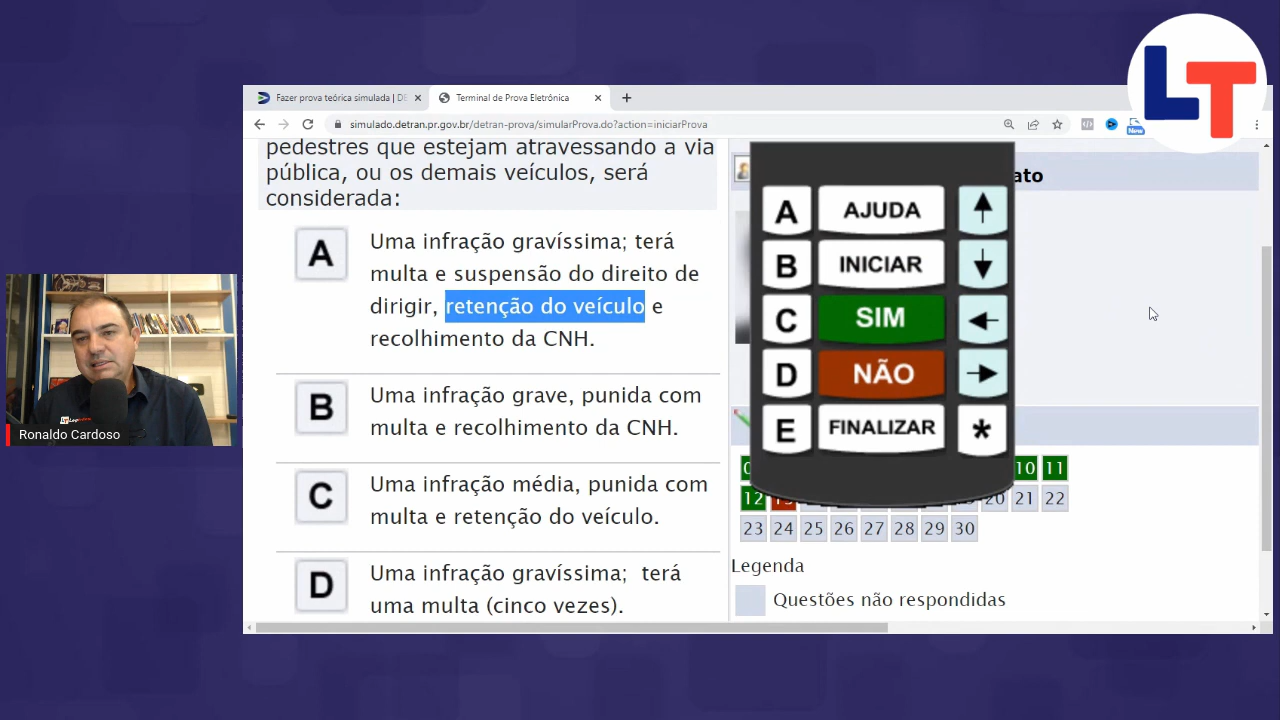 LT
Fazer prova teórica simulada | DE
Terminal de Prova Eletrônica
simulado.detran.pr.gov.br/detran-prova/simularProva.do?action=iniciarProva
New
pedestres que estejam atravessando a via
pública, ou os demais veículos, será
considerada:
A
Uma infração gravíssima; terá
multa e suspensão do direito de
dirigir, retenção do veículo e
recolhimento da CNH.
B
Uma infração grave, punida com
multa e recolhimento da CNH.
C
Uma infração média, punida com
multa e retenção do veículo.
D
Uma infração gravíssima;  terá
uma multa (cinco vezes).
ato
A AJUDA
B INICIAR
C SIM
D NÃO
E FINALIZAR *
10 11
12 20 21 22
23 24 25 26 27 28 29 30
Legenda
Questões não respondidas
Ronaldo Cardoso